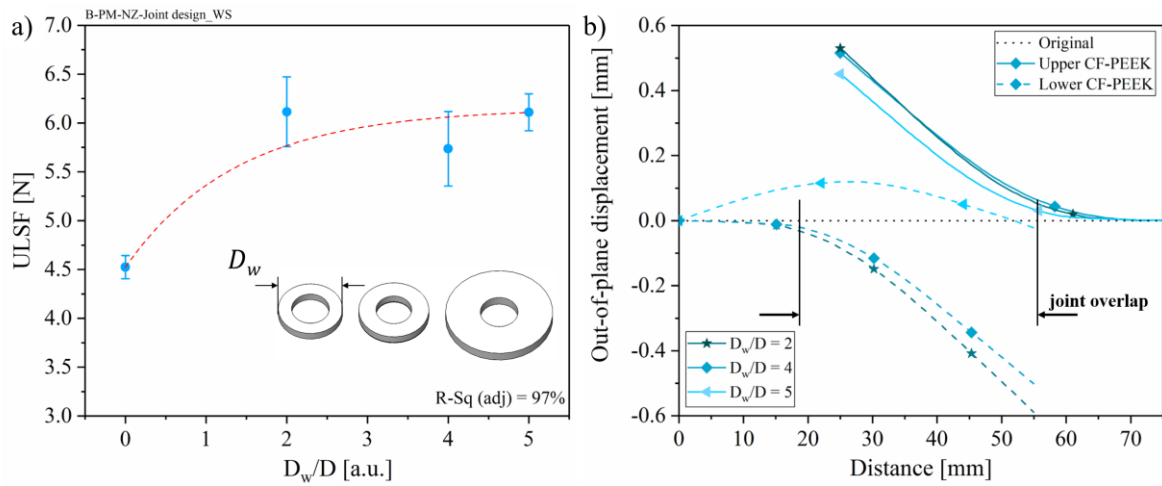 a)
B-PM-NZ-Joint design_WS
7.0
6.5
6.0
5.5
5.0
4.5
4.0
3.5
3.0
ULSF [N]
D_w
R-Sq (adj) = 97%
0 1 2 3 4 5
D_w/D [a.u.]
b)
0.6
0.4
0.2
0.0
-0.2
-0.4
-0.6
Out-of-plane displacement [mm]
Original
Upper CF-PEEK
Lower CF-PEEK
joint overlap
D_w/D = 2
D_w/D = 4
D_w/D = 5
0 10 20 30 40 50 60 70
Distance [mm]